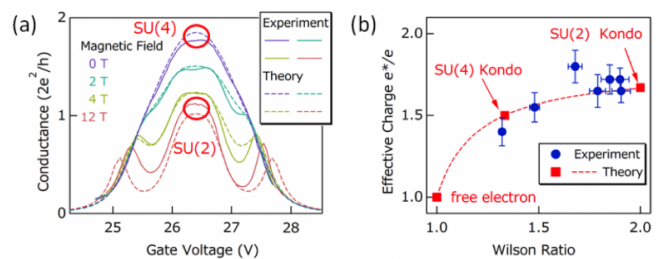 (a)
2
1
0
Conductance (2e²/h)
25
26
27
28
Gate Voltage (V)
SU(4)
Magnetic Field
0 T
2 T
4 T
12 T
SU(2)
Experiment
Theory
(b)
2.0
1.5
1.0
Effective Charge e*/e
1.0
1.5
2.0
Wilson Ratio
SU(2) Kondo
SU(4) Kondo
free electron
Experiment
Theory